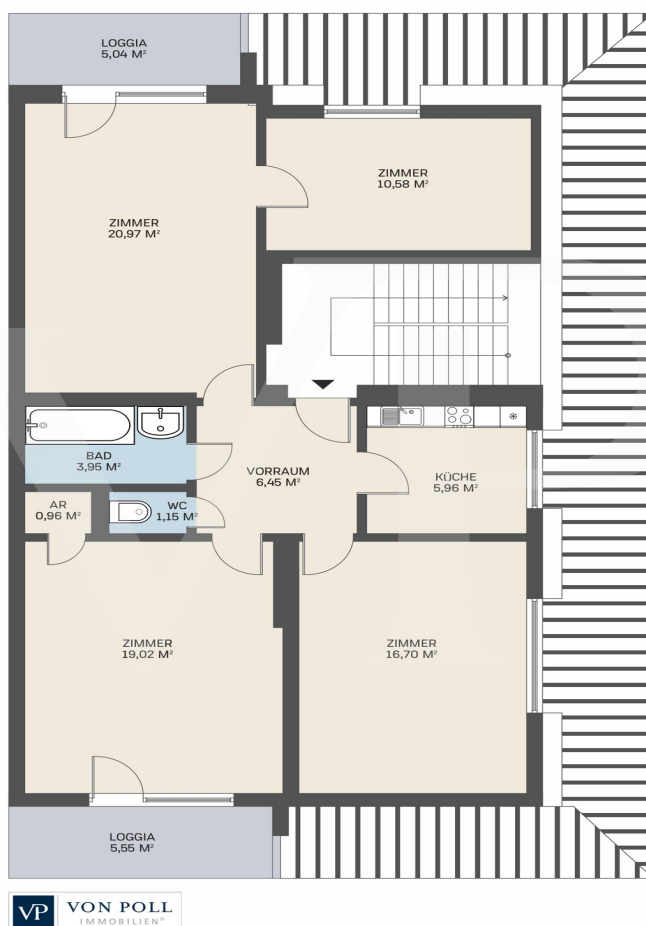 LOGGIA
5,04 M²
ZIMMER
10,58 M²
ZIMMER
20,97 M²
BAD
3,95 M²
VORRAUM
6,45 M²
KÜCHE
5,96 M²
AR
0,96 M²
WC
1,15 M²
ZIMMER
19,02 M²
ZIMMER
16,70 M²
LOGGIA
5,55 M²
VP VON POLL
IMMOBILIEN®